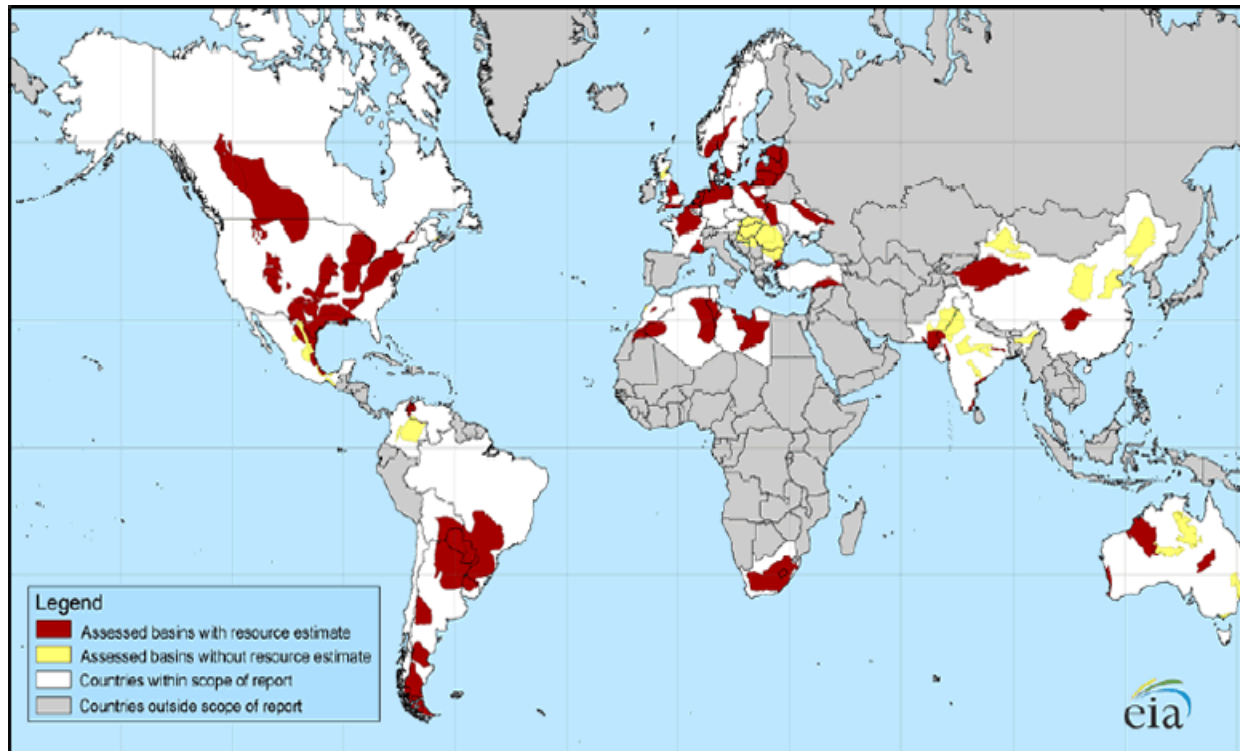 Legend
Assessed basins with resource estimate
Assessed basins without resource estimate
Countries within scope of report
Countries outside scope of report
eia